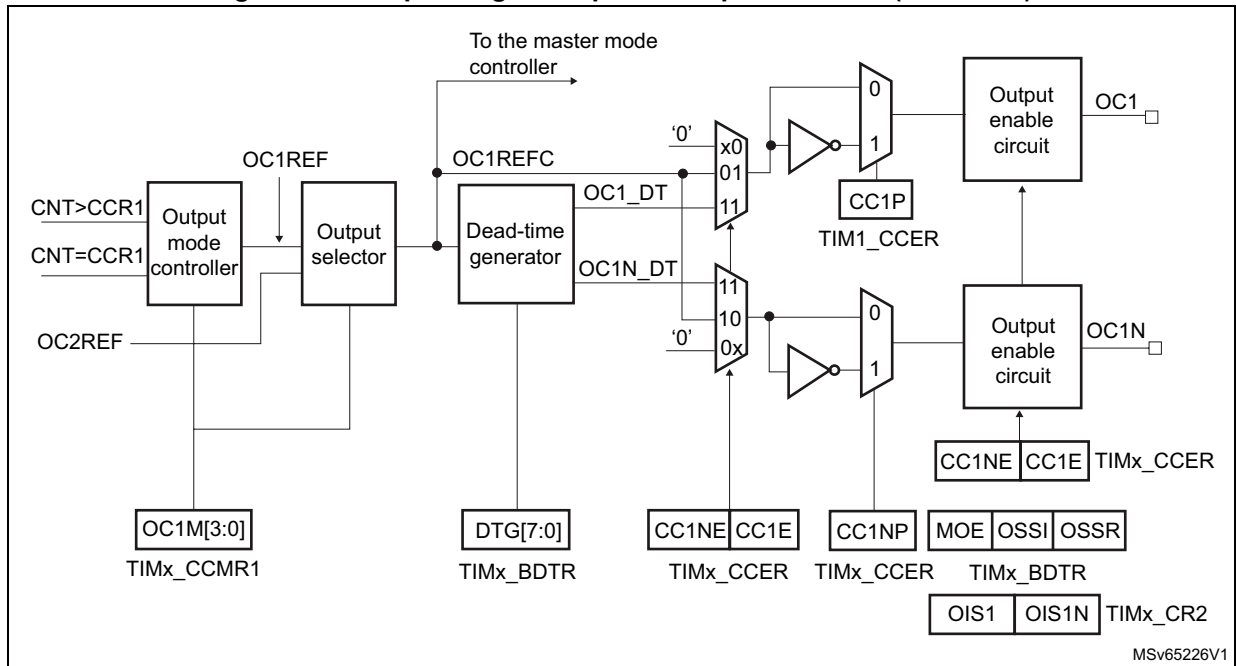 To the master mode
controller
OC1REF
OC1REFC
CNT>CCR1
CNT=CCR1
OC2REF
Output
mode
controller
Output
selector
Dead-time
generator
OC1_DT
OC1N_DT
'0'
x0
01
11
11
10
0x
'0'
0
1
CC1P
TIM1_CCER
0
1
Output
enable
circuit
OC1
Output
enable
circuit
OC1N
CC1NE CC1E TIMx_CCER
OC1M[3:0]
TIMx_CCMR1
DTG[7:0]
TIMx_BDTR
CC1NE CC1E
TIMx_CCER
CC1NP
TIMx_CCER
MOE OSSI OSSR
TIMx_BDTR
OIS1 OIS1N TIMx_CR2
MSv65226V1